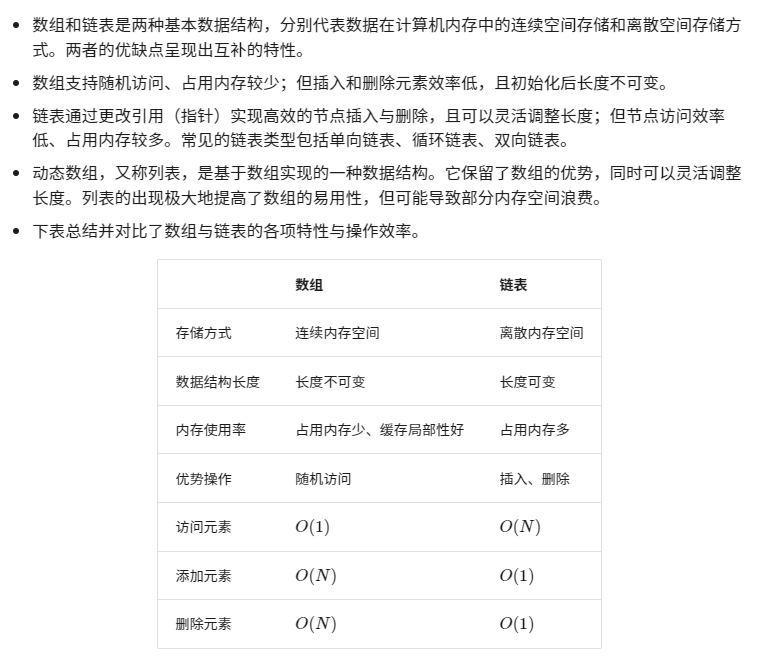 数组和链表是两种基本数据结构，分别代表数据在计算机内存中的连续空间存储和离散空间存储方
式。两者的优缺点呈现出互补的特性。
数组支持随机访问、占用内存较少；但插入和删除元素效率低，且初始化后长度不可变。
链表通过更改引用（指针）实现高效的节点插入与删除，且可以灵活调整长度；但节点访问效率
低、占用内存较多。常见的链表类型包括单向链表、循环链表、双向链表。
动态数组，又称列表，是基于数组实现的一种数据结构。它保留了数组的优势，同时可以灵活调整
长度。列表的出现极大地提高了数组的易用性，但可能导致部分内存空间浪费。
下表总结并对比了数组与链表的各项特性与操作效率。
数组 链表
存储方式 连续内存空间 离散内存空间
数据结构长度 长度不可变 长度可变
内存使用率 占用内存少、缓存局部性好 占用内存多
优势操作 随机访问 插入、删除
访问元素 O(1) O(N)
添加元素 O(N) O(1)
删除元素 O(N) O(1)